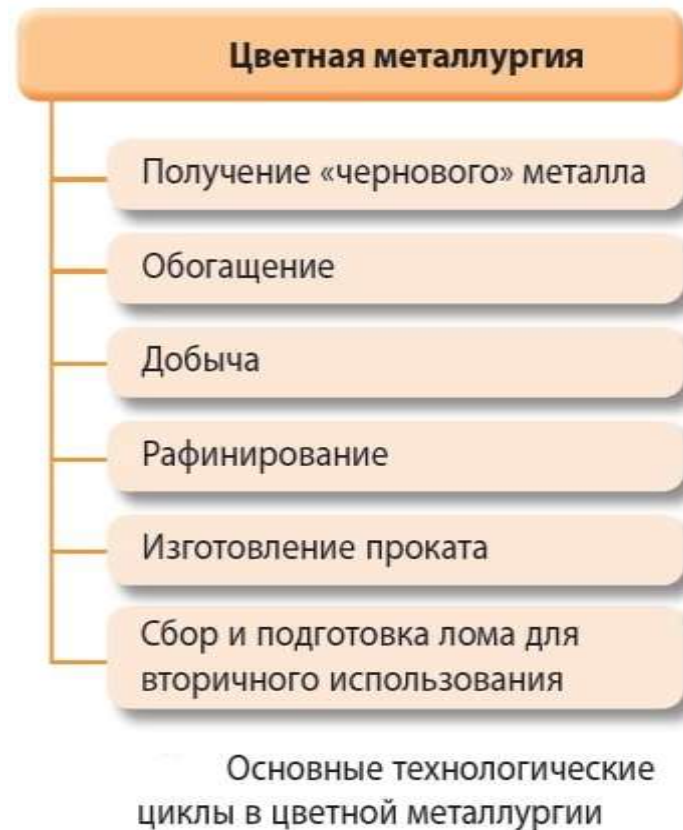 Цветная металлургия
Получение «чернового» металла
Обогащение
Добыча
Рафинирование
Изготовление проката
Сбор и подготовка лома для
вторичного использования
Основные технологические
циклы в цветной металлургии